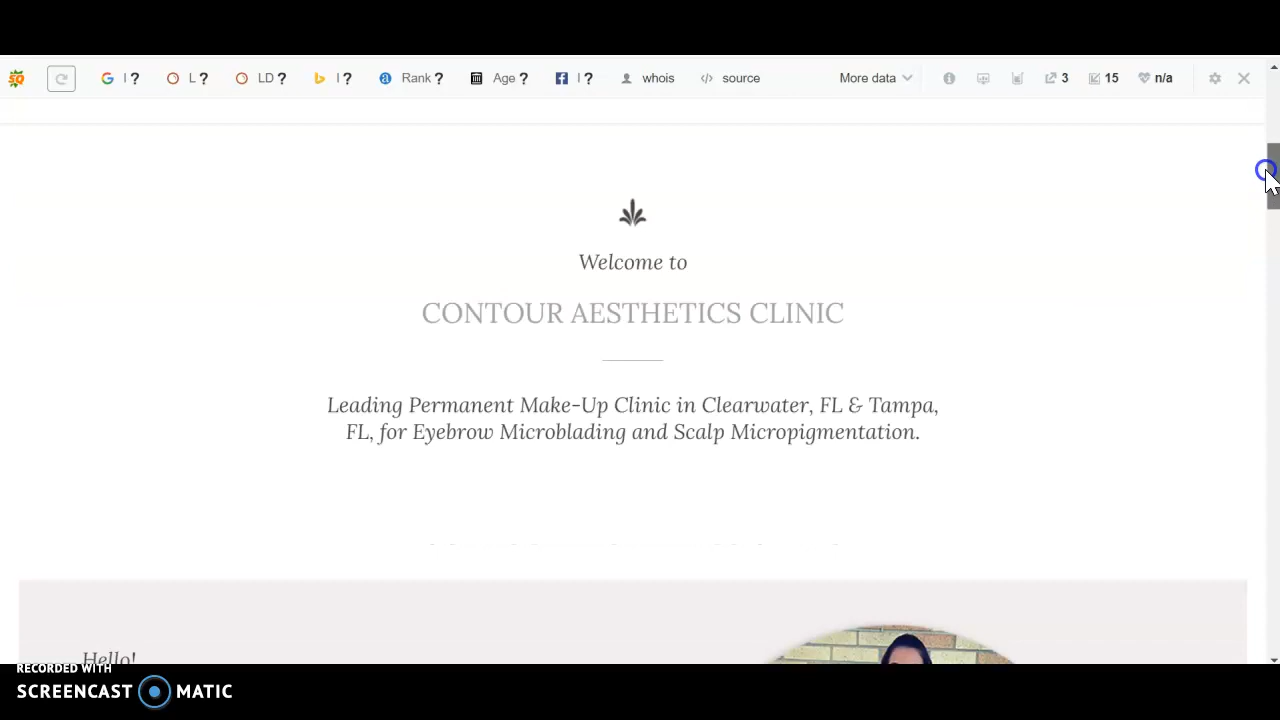 SQ G I ? L ? LD ? I ? a Rank ? Age ? I ? whois </> source More data 3 15 n/a
Welcome to
CONTOUR AESTHETICS CLINIC
Leading Permanent Make-Up Clinic in Clearwater, FL & Tampa,
FL, for Eyebrow Microblading and Scalp Micropigmentation.
Hello!
RECORDED WITH
SCREENCAST MATIC